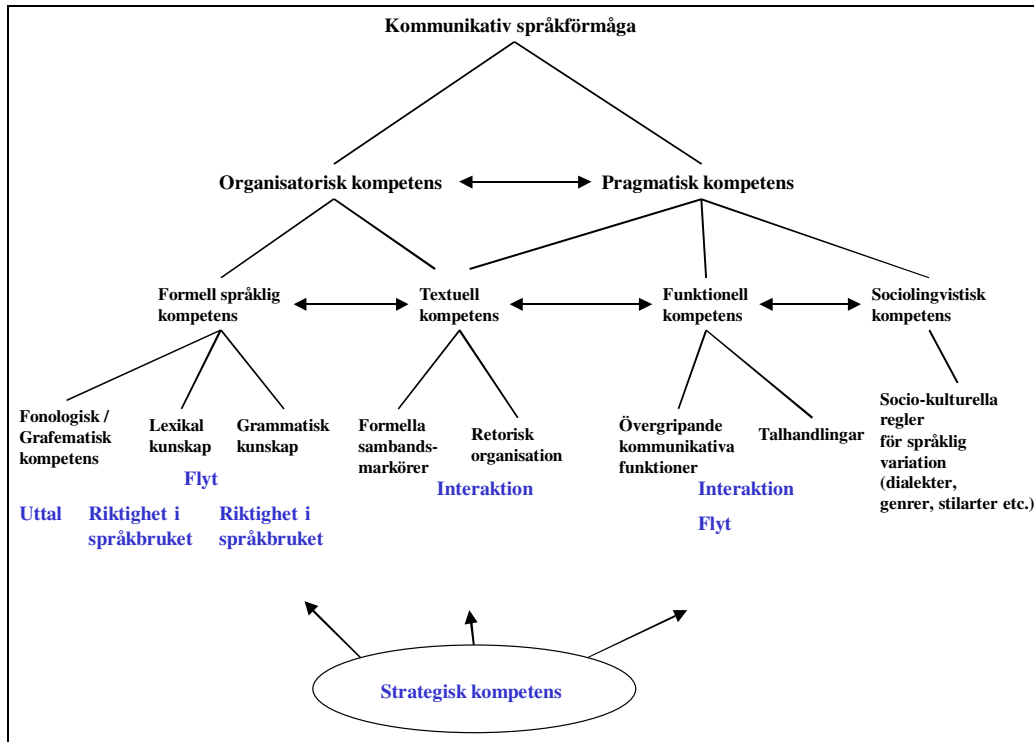 Kommunikativ språkförmåga
Organisatorisk kompetens
Pragmatisk kompetens
Formell språklig
kompetens
Textuell
kompetens
Funktionell
kompetens
Sociolingvistisk
kompetens
Fonologisk /
Grafematisk
kompetens
Lexikal
kunskap
Grammatisk
kunskap
Formella
sambands-
markörer
Retorisk
organisation
Övergripande
kommunikativa
funktioner
Talhandlingar
Socio-kulturella
regler
för språklig
variation
(dialekter,
genrer, stilarter etc.)
Flyt
Interaktion
Interaktion
Uttal
Riktighet i
språkbruket
Riktighet i
språkbruket
Flyt
Strategisk kompetens